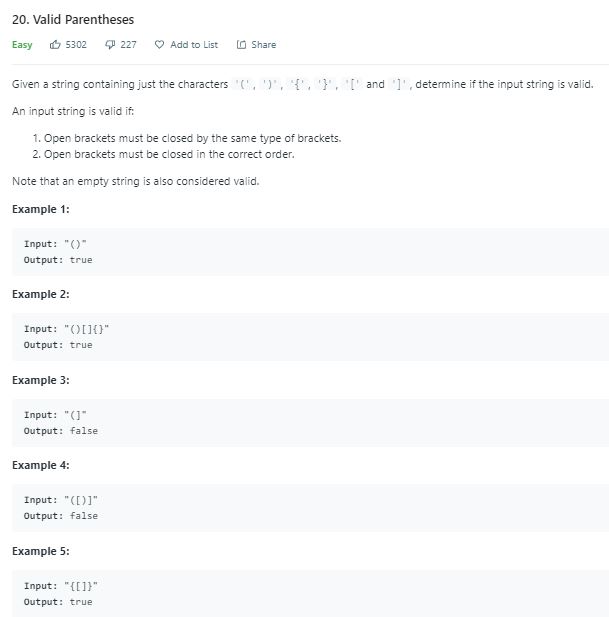 20. Valid Parentheses
Easy 5302 227 Add to List Share
Given a string containing just the characters '(', ')', '{', '}', '[' and ']', determine if the input string is valid.
An input string is valid if:
1. Open brackets must be closed by the same type of brackets.
2. Open brackets must be closed in the correct order.
Note that an empty string is also considered valid.
Example 1:
Input: "()"
Output: true
Example 2:
Input: "()[]{}"
Output: true
Example 3:
Input: "(]"
Output: false
Example 4:
Input: "([)]"
Output: false
Example 5:
Input: "{[]}"
Output: true